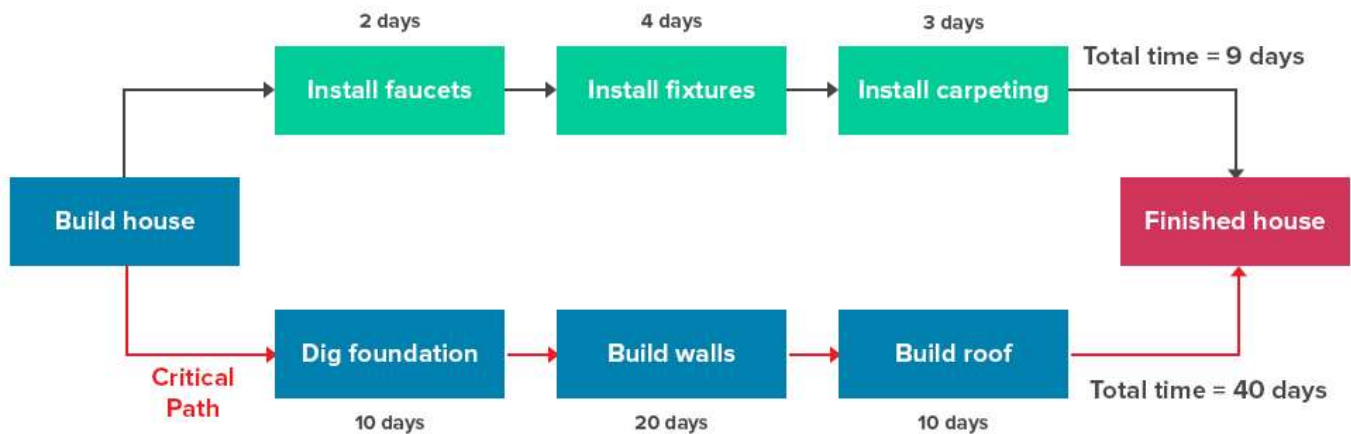 2 days
4 days
3 days
Install faucets
Install fixtures
Install carpeting
Total time = 9 days
Build house
Finished house
Critical
Path
Dig foundation
Build walls
Build roof
Total time = 40 days
10 days
20 days
10 days